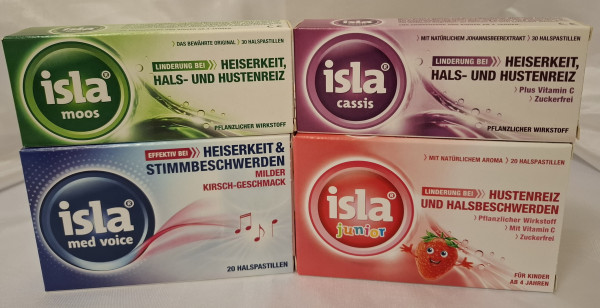 › DAS BEWÄHRTE ORIGINAL › 30 HALSPASTILLEN
LINDERUNG BEI
HEISERKEIT,
HALS- UND HUSTENREIZ
isla®
moos
PFLANZLICHER WIRKSTOFF
› MIT NATÜRLICHEM JOHANNISBEEREXTRAKT › 30 HALSPASTILLEN
LINDERUNG BEI
HEISERKEIT,
HALS- UND HUSTENREIZ
› Plus Vitamin C
› Zuckerfrei
isla®
cassis
PFLANZLICHER WIRKSTOFF
EFFEKTIV BEI
HEISERKEIT &
STIMMBESCHWERDEN
MILDER
KIRSCH-GESCHMACK
isla®
med voice
20 HALSPASTILLEN
› MIT NATÜRLICHEM AROMA › 20 HALSPASTILLEN
LINDERUNG BEI
HUSTENREIZ
UND HALSBESCHWERDEN
› Pflanzlicher Wirkstoff
› Mit Vitamin C
› Zuckerfrei
isla®
junior
FÜR KINDER
AB 4 JAHREN